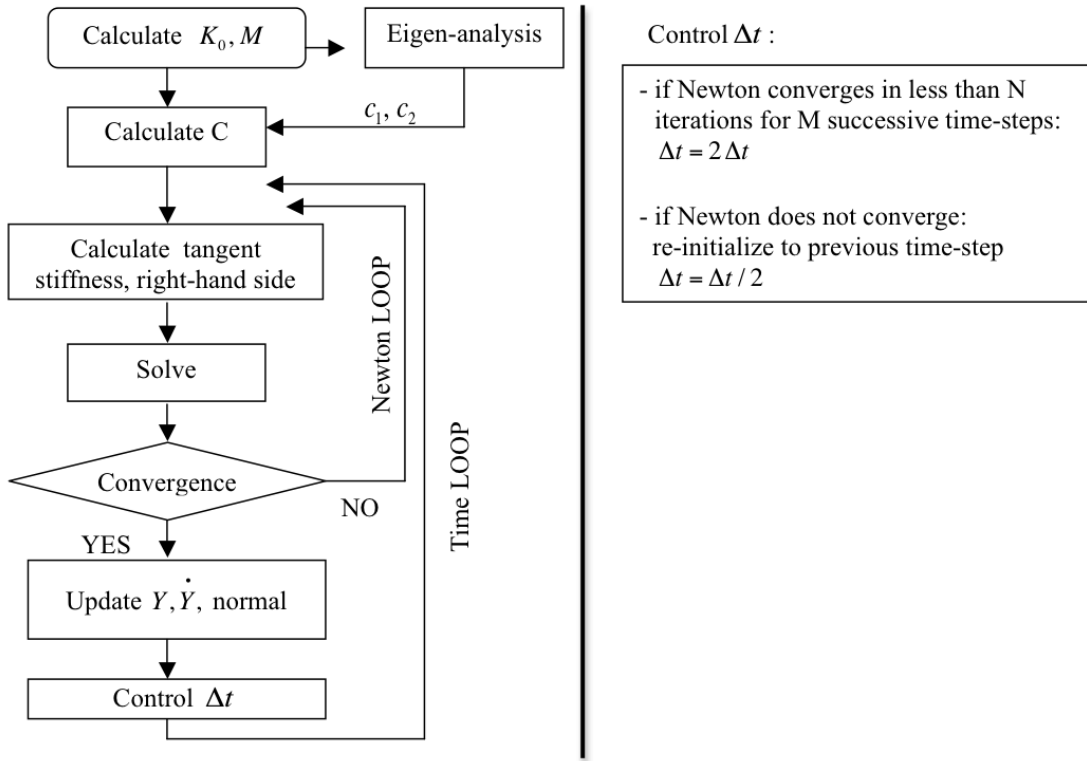 Calculate K₀, M
Eigen-analysis
c₁, c₂
Calculate C
Calculate tangent
stiffness, right-hand side
Solve
Newton LOOP
Time LOOP
Convergence
NO
YES
Update Y, Ẏ, normal
Control Δt
Control Δt :
- if Newton converges in less than N
iterations for M successive time-steps:
Δt = 2 Δt
- if Newton does not converge:
re-initialize to previous time-step
Δt = Δt / 2